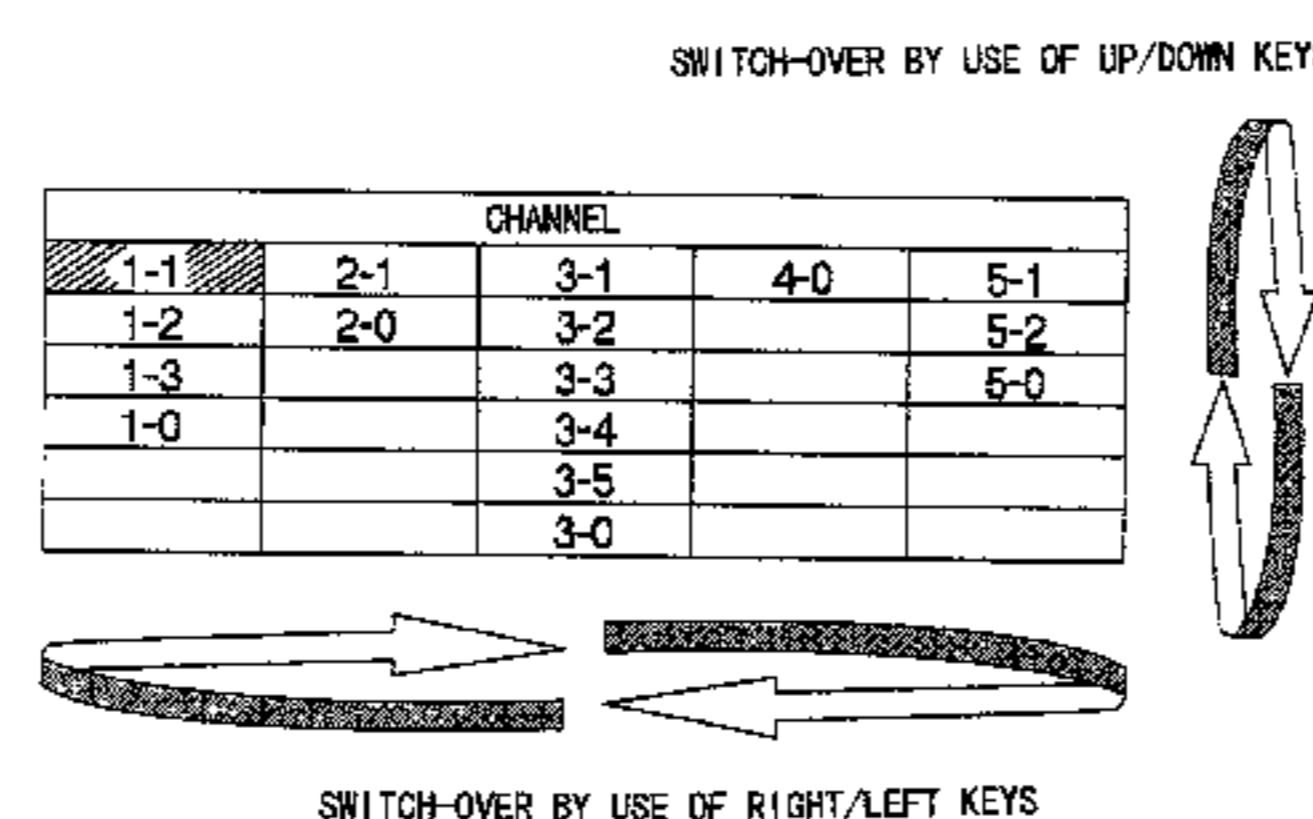 SWITCH-OVER BY USE OF UP/DOWN KEY
CHANNEL
1-1 2-1 3-1 4-0 5-1
1-2 2-0 3-2 5-2
1-3 3-3 5-0
1-0 3-4
3-5
3-0
SWITCH-OVER BY USE OF RIGHT/LEFT KEYS